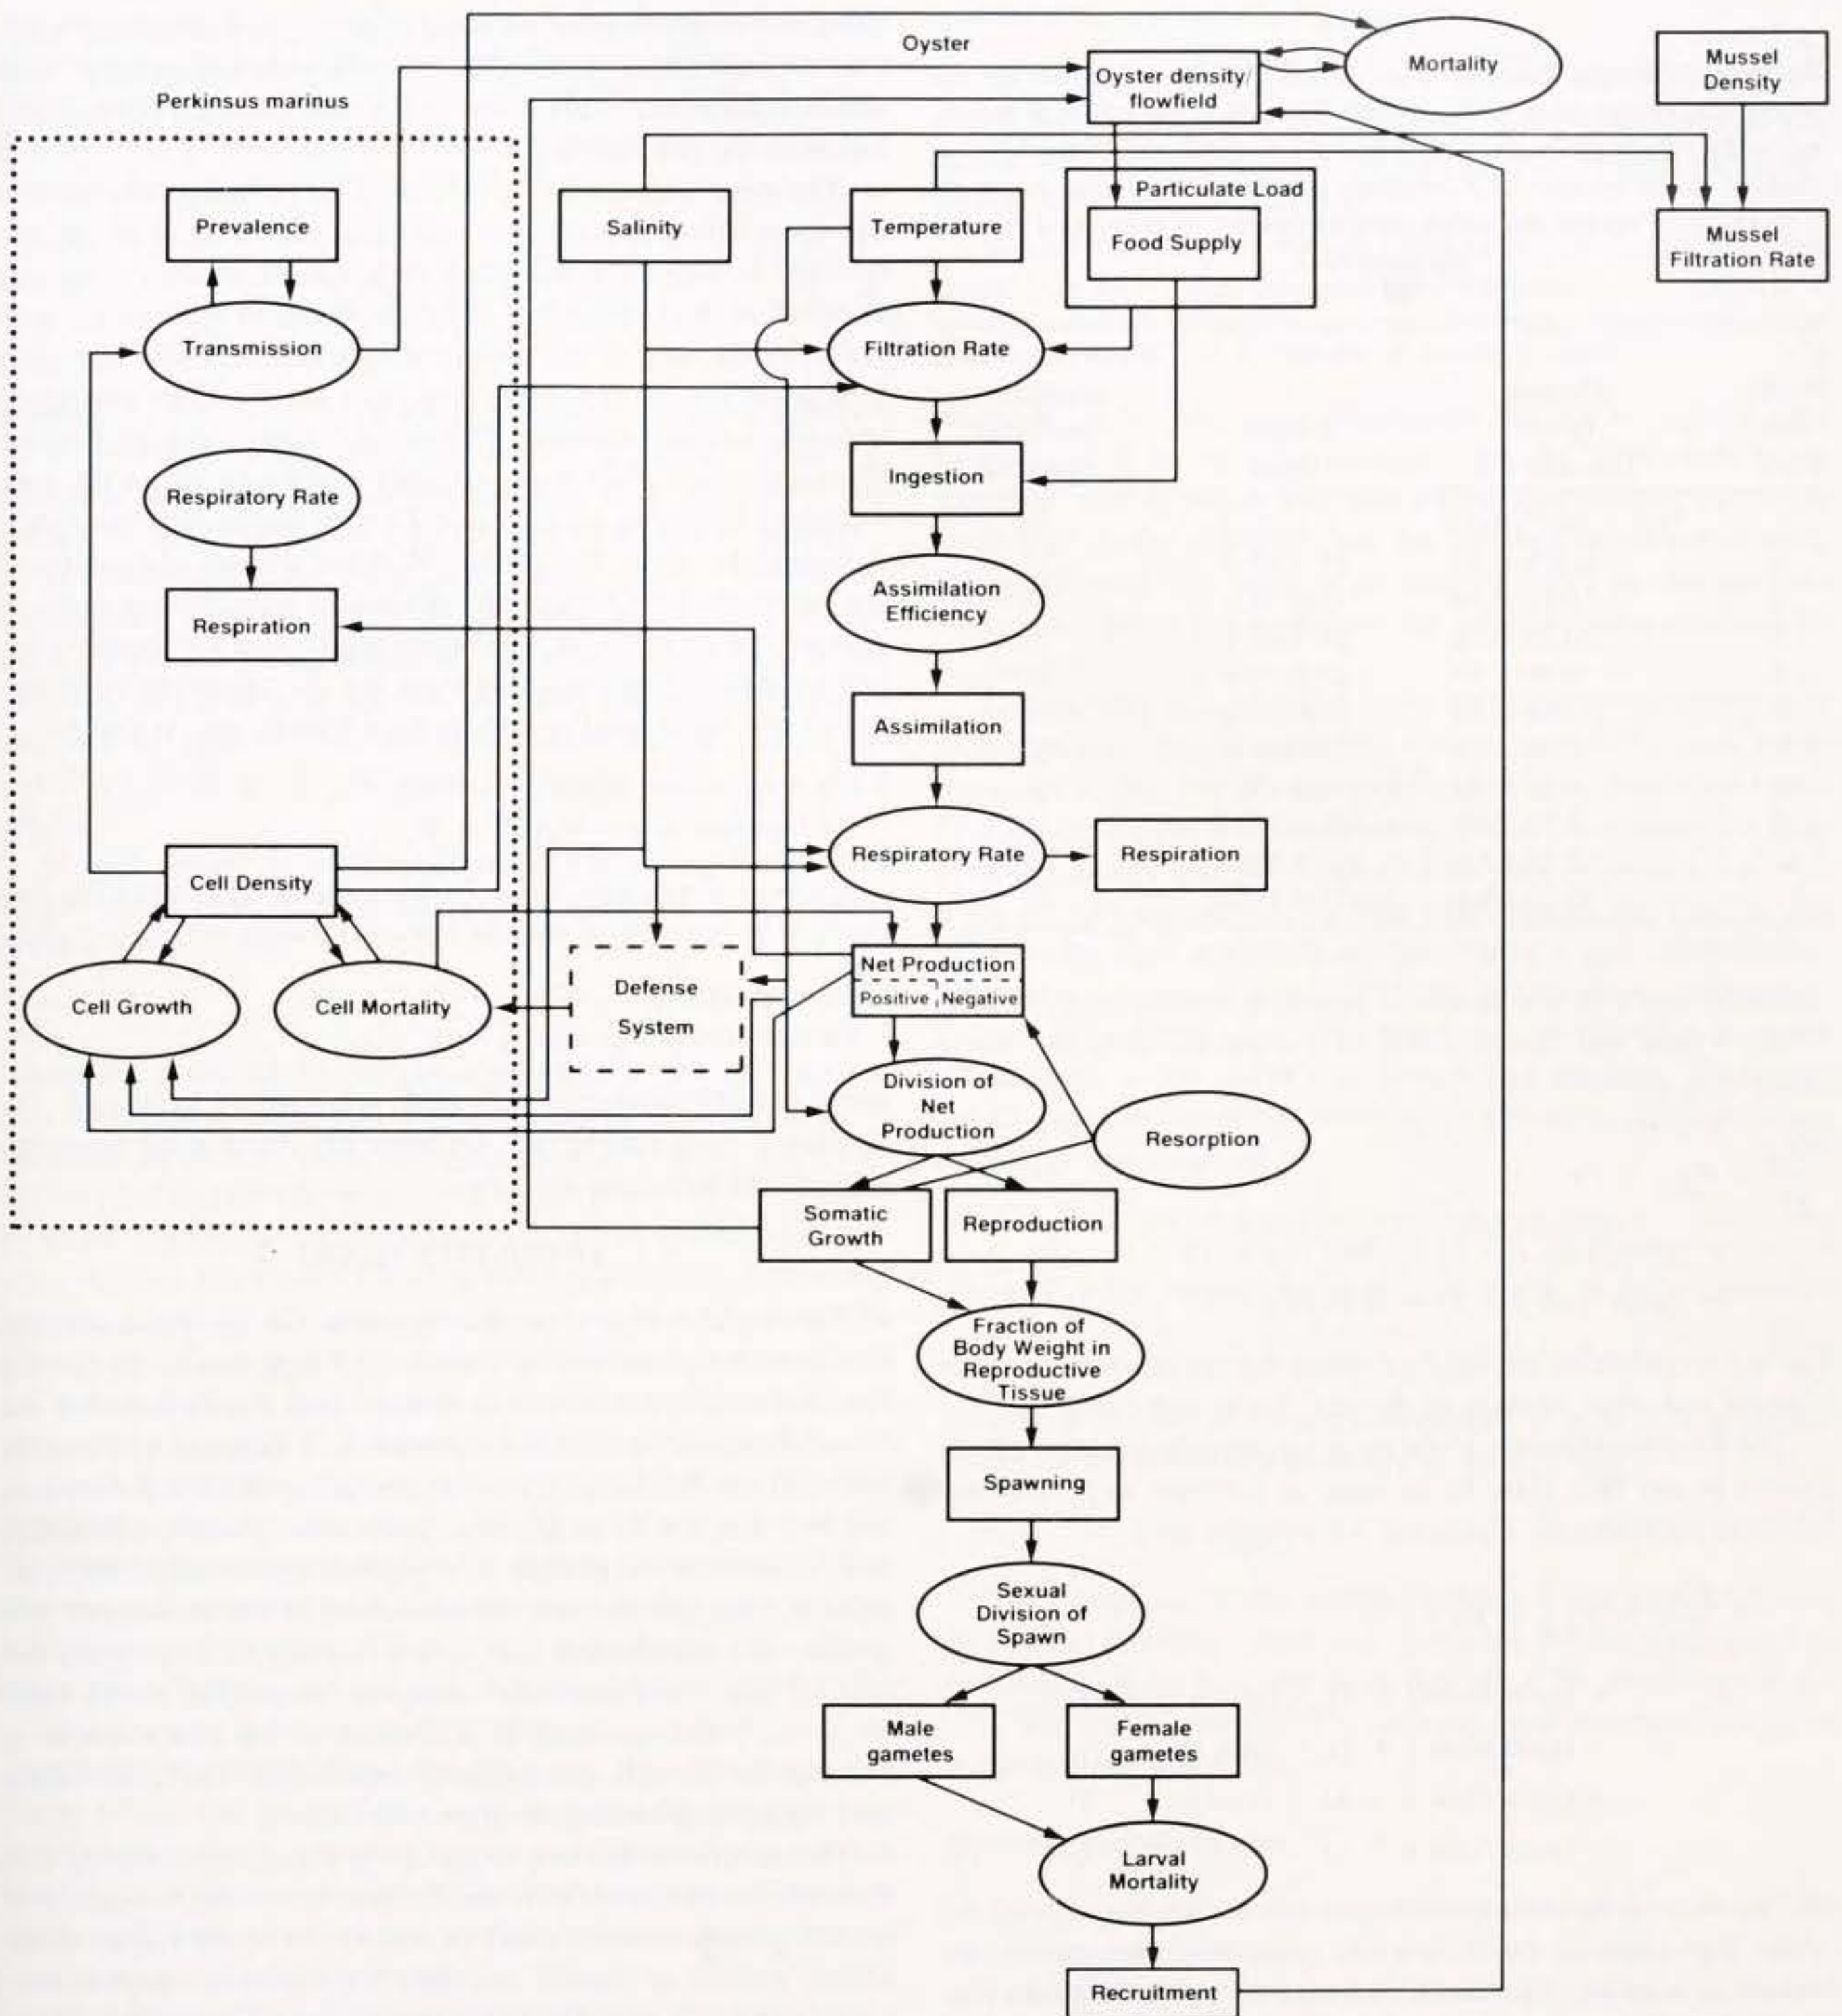 Oyster
Perkinsus marinus
Oyster density/
flowfield
Mortality
Mussel
Density
Prevalence
Salinity
Temperature
Particulate Load
Food Supply
Mussel
Filtration Rate
Transmission
Filtration Rate
Respiratory Rate
Ingestion
Assimilation
Efficiency
Respiration
Assimilation
Cell Density
Respiratory Rate
Respiration
Cell Growth
Cell Mortality
Defense
System
Net Production
Positive
Negative
Division of
Net
Production
Resorption
Somatic
Growth
Reproduction
Fraction of
Body Weight in
Reproductive
Tissue
Spawning
Sexual
Division of
Spawn
Male
gametes
Female
gametes
Larval
Mortality
Recruitment